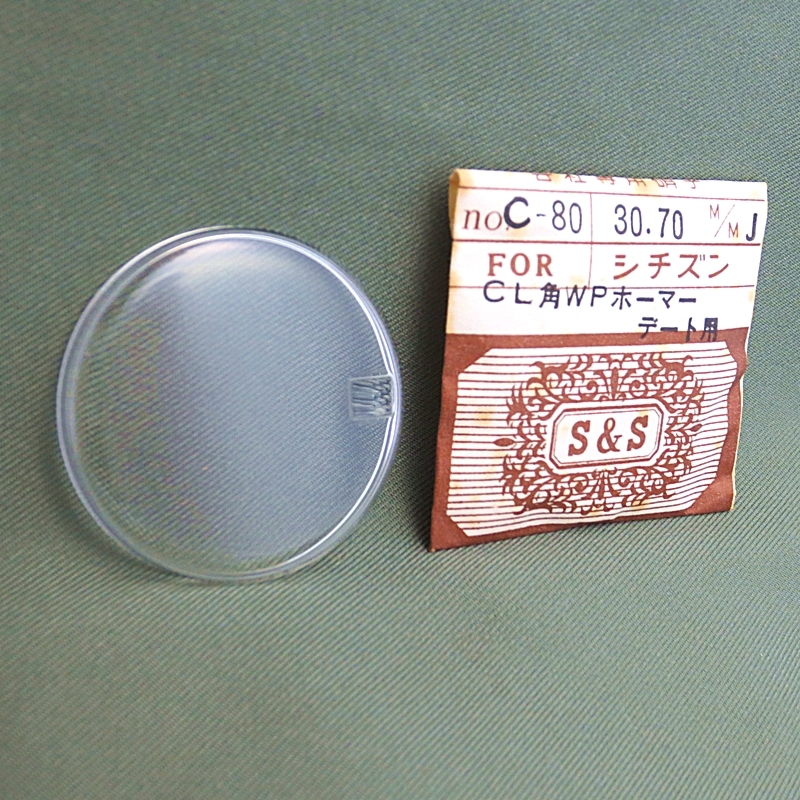 no. C-80 30.70 M/M J
FOR シチズン
CL角WPホーマー
デート用
S&S